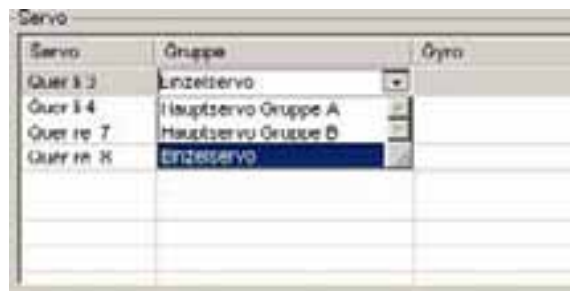 Servo
Servo Gruppe Gyro
Quer li 3 Einzelservo
Quer li 4 Hauptservo Gruppe A
Quer re 7 Hauptservo Gruppe B
Quer re 8 Einzelservo